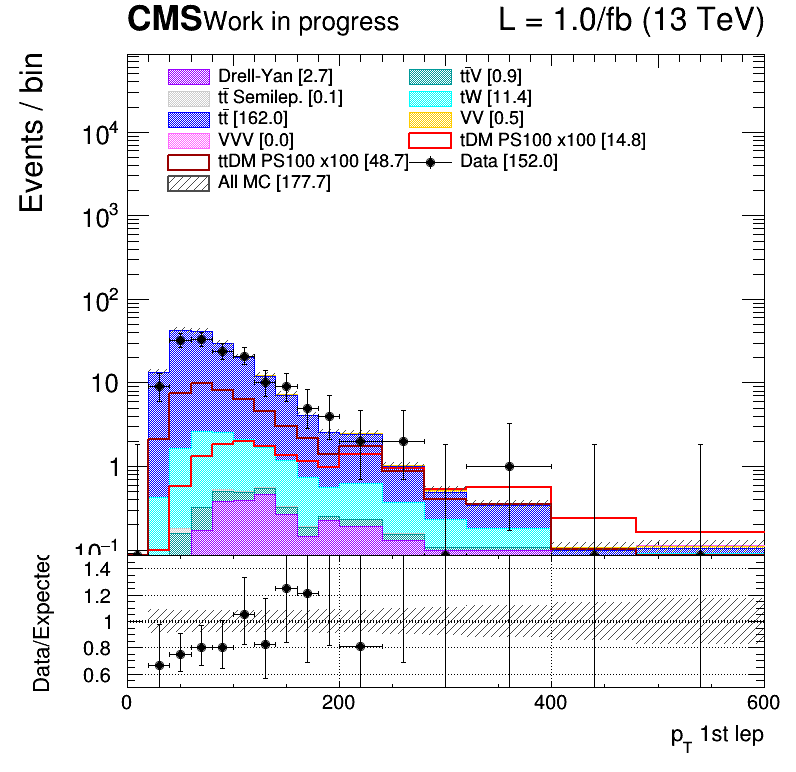 CMS Work in progress L = 1.0/fb (13 TeV)
Drell-Yan [2.7] tt̄V [0.9]
tt̄ Semilep. [0.1] tW [11.4]
tt̄ [162.0] VV [0.5]
VVV [0.0] tDM PS100 x100 [14.8]
ttDM PS100 x100 [48.7] Data [152.0]
All MC [177.7]
Events / bin
10⁴
10³
10²
10
1
10⁻¹
Data/Expected
1.4
1.2
1
0.8
0.6
0 200 400 600
p_T 1st lep